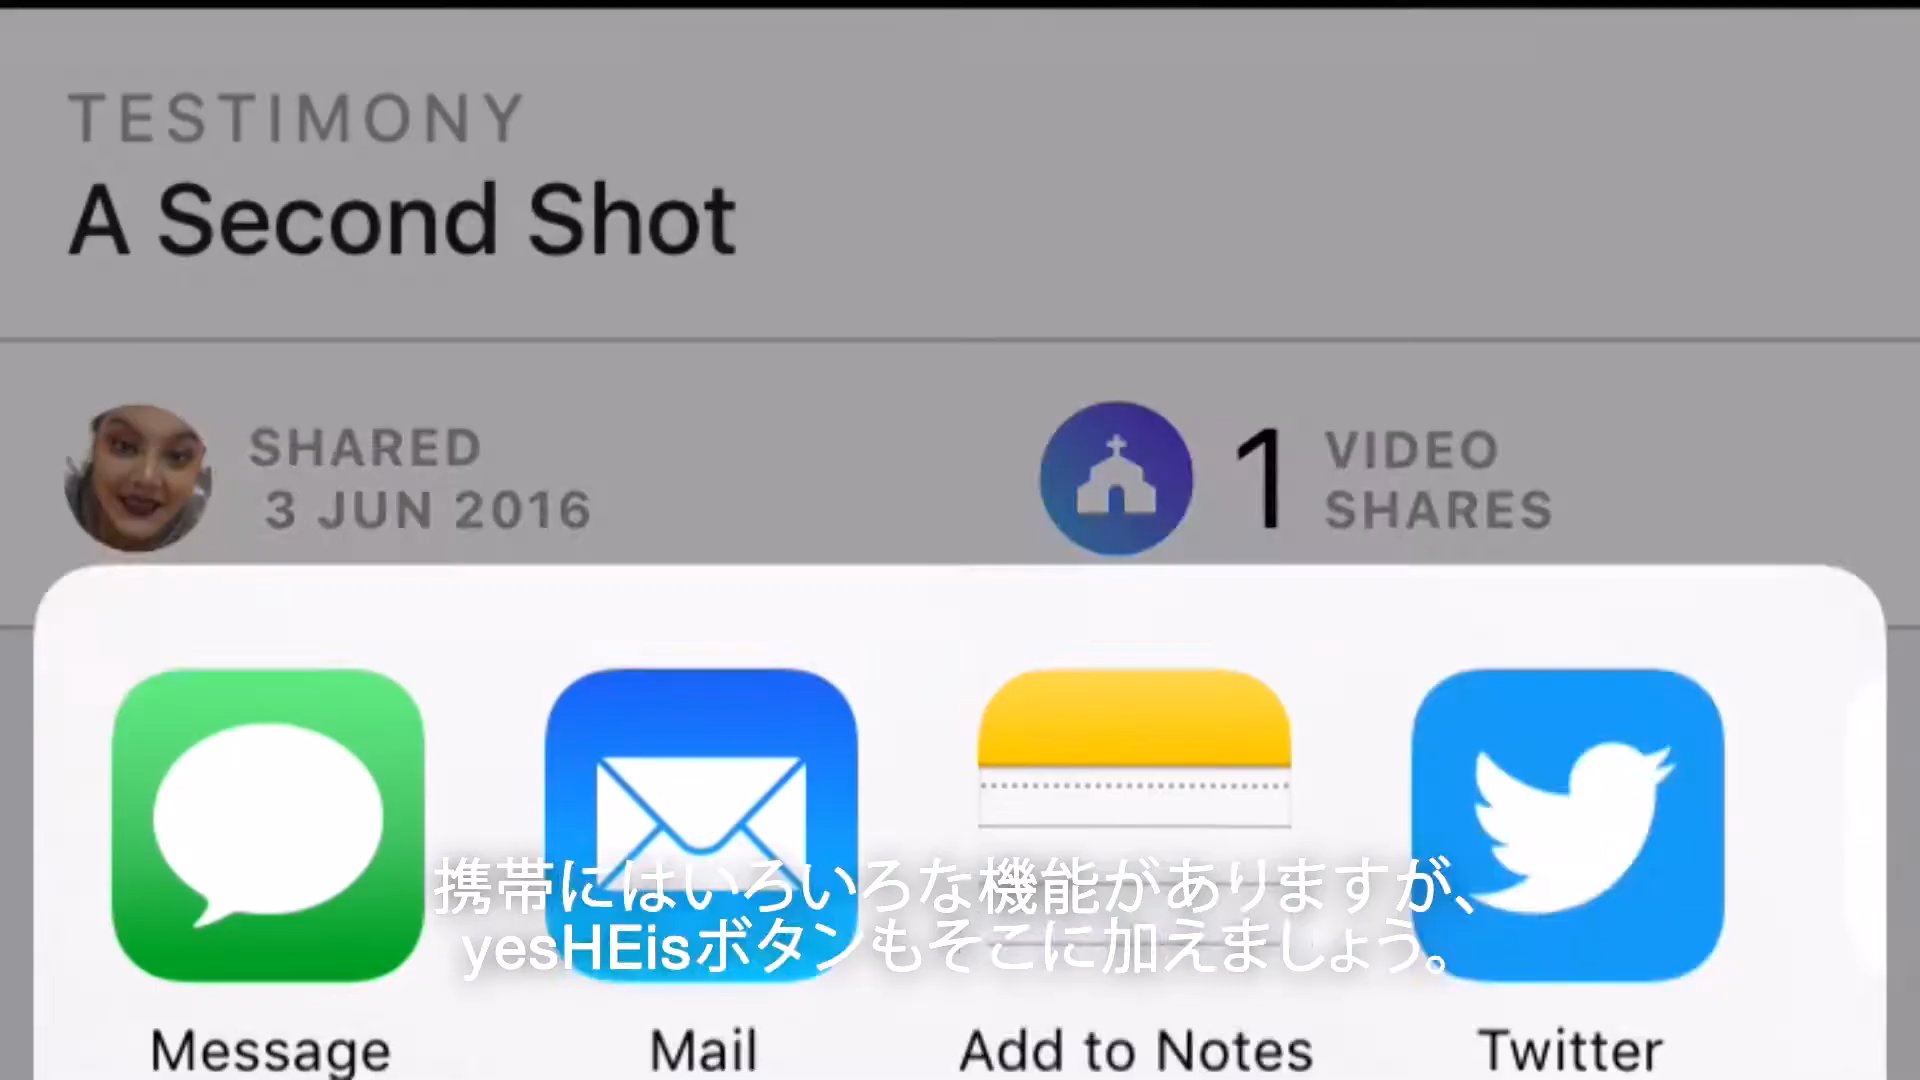 TESTIMONY
A Second Shot
SHARED
3 JUN 2016
1 VIDEO
SHARES
携帯にはいろいろな機能がありますが、
yesHEisボタンもそこに加えましょう。
Message
Mail
Add to Notes
Twitter